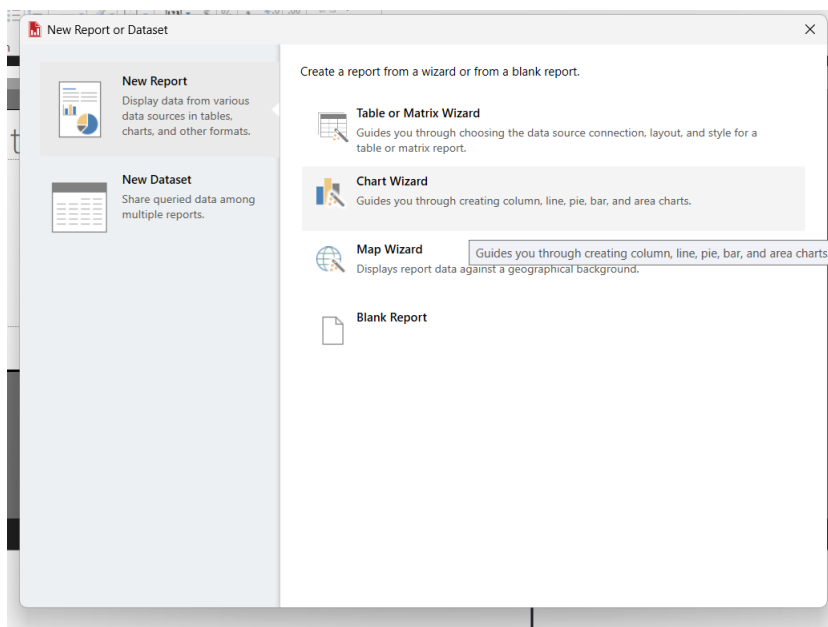 New Report or Dataset
New Report
Display data from various
data sources in tables,
charts, and other formats.
New Dataset
Share queried data among
multiple reports.
Create a report from a wizard or from a blank report.
Table or Matrix Wizard
Guides you through choosing the data source connection, layout, and style for a
table or matrix report.
Chart Wizard
Guides you through creating column, line, pie, bar, and area charts.
Map Wizard
Guides you through creating column, line, pie, bar, and area charts
Displays report data against a geographical background.
Blank Report